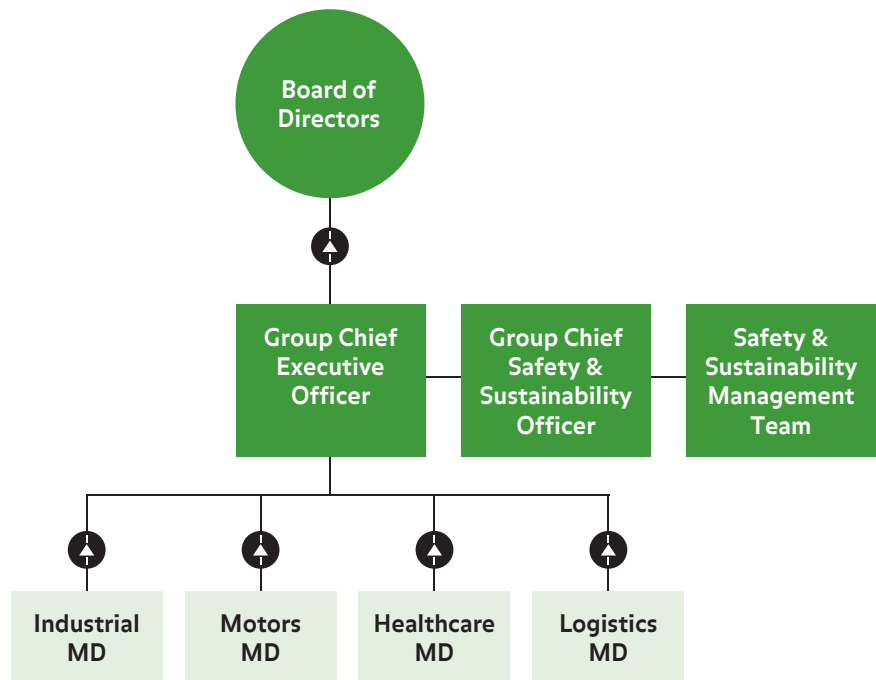 Board of
Directors
Group Chief
Executive
Officer
Group Chief
Safety &
Sustainability
Officer
Safety &
Sustainability
Management
Team
Industrial
MD
Motors
MD
Healthcare
MD
Logistics
MD